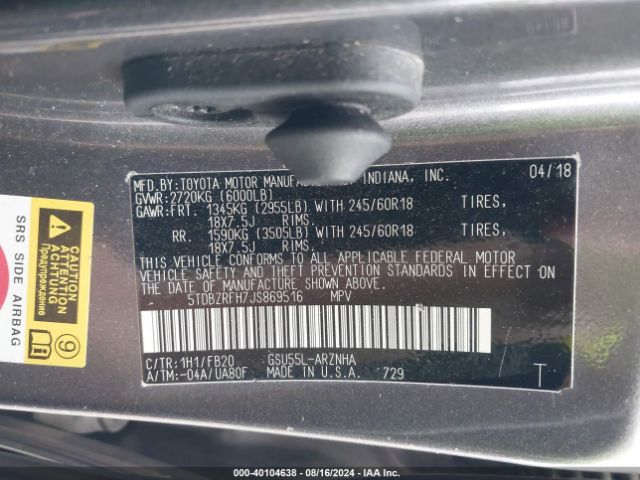 MFD.BY:TOYOTA MOTOR MANUFAC INDIANA, INC. 04/18
GVWR:2720KG (6000LB)
GAWR:FRT. 1345KG (2955LB) WITH 245/60R18 TIRES,
18X7.5J RIMS
RR. 1590KG (3505LB) WITH 245/60R18 TIRES,
18X7.5J RIMS
THIS VEHICLE CONFORMS TO ALL APPLICABLE FEDERAL MOTOR
VEHICLE SAFETY AND THEFT PREVENTION STANDARDS IN EFFECT ON
THE DATE OF MANUFACTURE SHOWN ABOVE.
5TDBZRFH7JS869516 MPV
C/TR:1H1/FB20 GSU55L-ARZNHA
A/TM:-04A/UA80F MADE IN U.S.A. 729 T
SRS SIDE AIRBAG
ATTENTION
ACHTUNG
Предупреждение
9
000-40104638 - 08/16/2024 - IAA Inc.